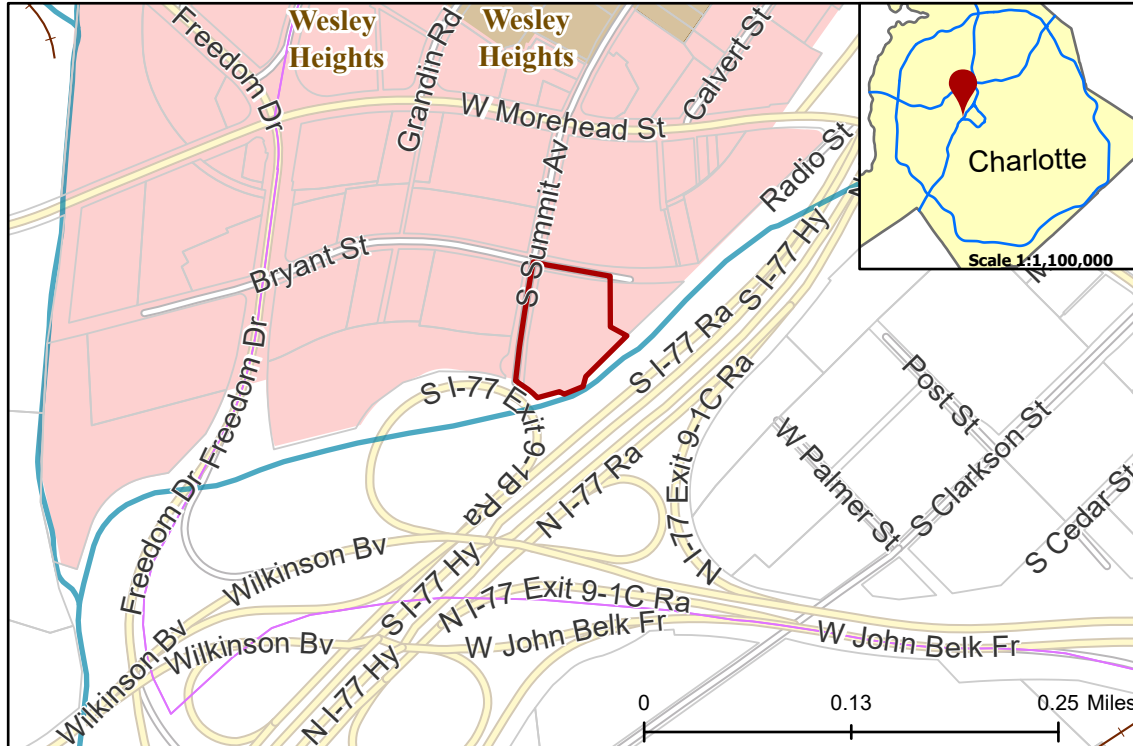 Freedom Dr
Wesley
Heights
Grandin Rd
Wesley
Heights
Calvert St
W Morehead St
S Summit Av
Radio St
Bryant St
Charlotte
Scale 1:1,100,000
S I-77 Hy
S I-77 Ra
S I-77 Exit 9-1B Ra
N I-77 Exit 9-1C Ra
N I-77 Ra
Post St
W Palmer St
S Clarkson St
S Cedar St
Freedom Dr
Freedom Dr
Wilkinson Bv
S I-77 Hy
N I-77 Exit 9-1C Ra
Wilkinson Bv
Wilkinson Bv
W John Belk Fr
W John Belk Fr
N I-77 Hy
0 0.13 0.25 Miles